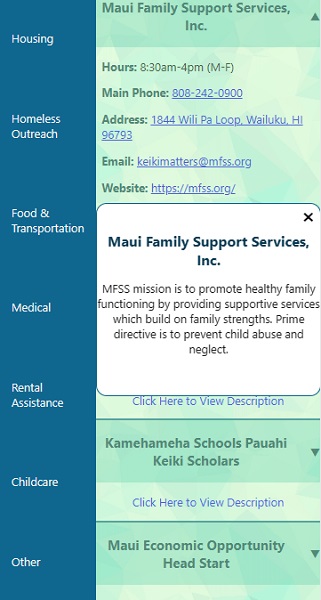 Maui Family Support Services,
Inc.
▲
Housing
Hours: 8:30am-4pm (M-F)
Main Phone: 808-242-0900
Homeless
Outreach
Address: 1844 Wili Pa Loop, Wailuku, HI
96793
Email: keikimatters@mfss.org
Website: https://mfss.org/
Food &
Transportation
×
Maui Family Support Services,
Inc.
MFSS mission is to promote healthy family
functioning by providing supportive services
which build on family strengths. Prime
directive is to prevent child abuse and
neglect.
Medical
Rental
Assistance
Click Here to View Description
Kamehameha Schools Pauahi
Keiki Scholars
▼
Childcare
Click Here to View Description
Maui Economic Opportunity
Head Start
▼
Other